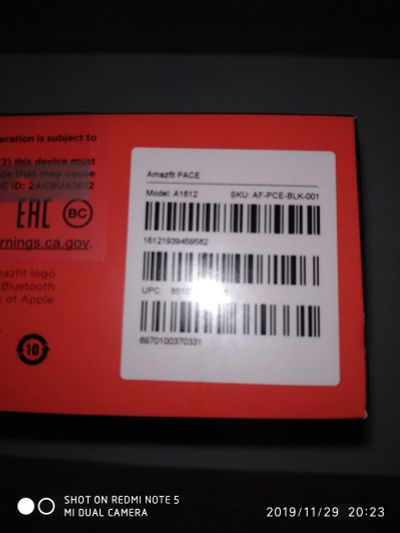 eration is subject to
(2) this device must
ce that may cause
C ID: 2AC8UA1612
EAC
BC
rnings.ca.gov.
azfit logo
Bluetooth
k of Apple
10
Amazfit PACE
Model: A1612 SKU: AF-PCE-BLK-001
16121939459582
UPC:
6970100370331
SHOT ON REDMI NOTE 5
MI DUAL CAMERA
2019/11/29 20:23